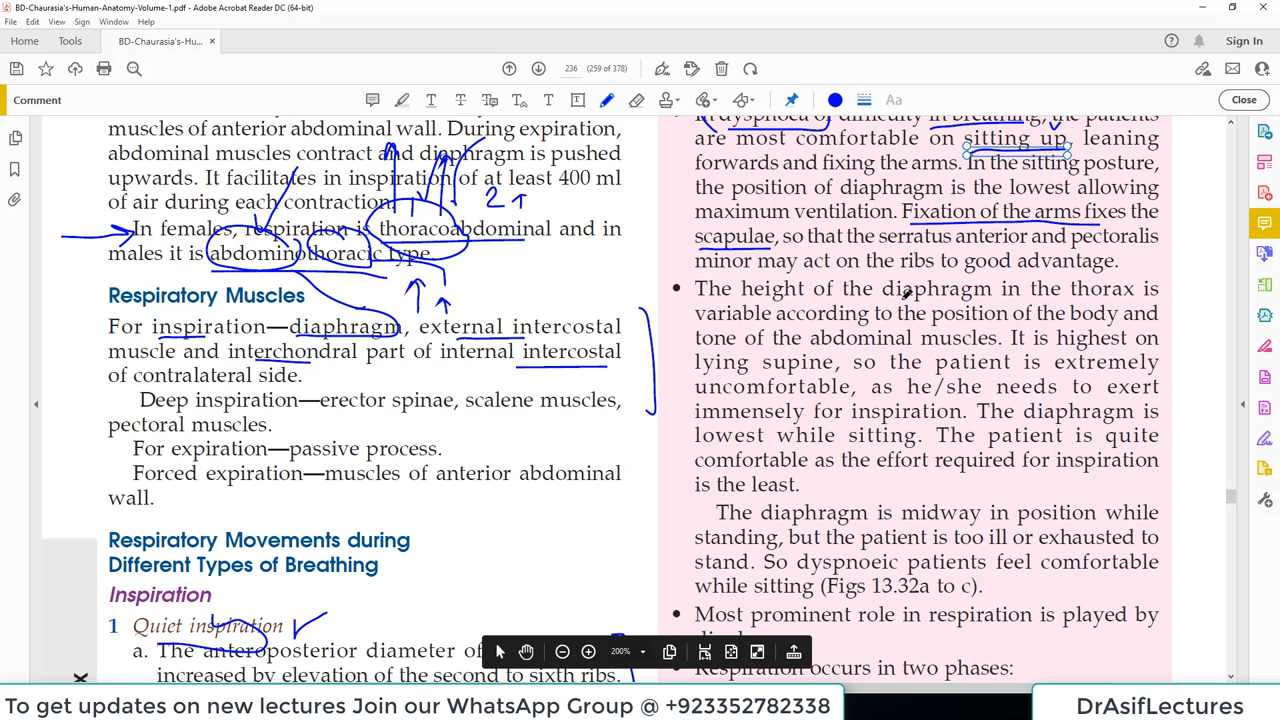 BD-Chaurasia's-Human-Anatomy-Volume-1.pdf - Adobe Acrobat Reader DC (64-bit)
File Edit View Sign Window Help
Home Tools BD-Chaurasia's-Hu... × Sign In
236 (259 of 378)
Comment Aa Close
muscles of anterior abdominal wall. During expiration,
abdominal muscles contract and diaphragm is pushed
upwards. It facilitates in inspiration of at least 400 ml
of air during each contraction.
2
In females, respiration is thoracoabdominal and in
males it is abdominothoracic type.
Respiratory Muscles
For inspiration—diaphragm, external intercostal
muscle and interchondral part of internal intercostal
of contralateral side.
Deep inspiration—erector spinae, scalene muscles,
pectoral muscles.
For expiration—passive process.
Forced expiration—muscles of anterior abdominal
wall.
Respiratory Movements during
Different Types of Breathing
Inspiration
1 Quiet inspiration
a. The anteroposterior diameter of
increased by elevation of the second to sixth ribs.
• In dyspnoea or difficulty in breathing, the patients
are most comfortable on sitting up, leaning
forwards and fixing the arms. In the sitting posture,
the position of diaphragm is the lowest allowing
maximum ventilation. Fixation of the arms fixes the
scapulae, so that the serratus anterior and pectoralis
minor may act on the ribs to good advantage.
• The height of the diaphragm in the thorax is
variable according to the position of the body and
tone of the abdominal muscles. It is highest on
lying supine, so the patient is extremely
uncomfortable, as he/she needs to exert
immensely for inspiration. The diaphragm is
lowest while sitting. The patient is quite
comfortable as the effort required for inspiration
is the least.
The diaphragm is midway in position while
standing, but the patient is too ill or exhausted to
stand. So dyspnoeic patients feel comfortable
while sitting (Figs 13.32a to c).
• Most prominent role in respiration is played by
• Respiration occurs in two phases:
200%
To get updates on new lectures Join our WhatsApp Group @ +923352782338
DrAsifLectures